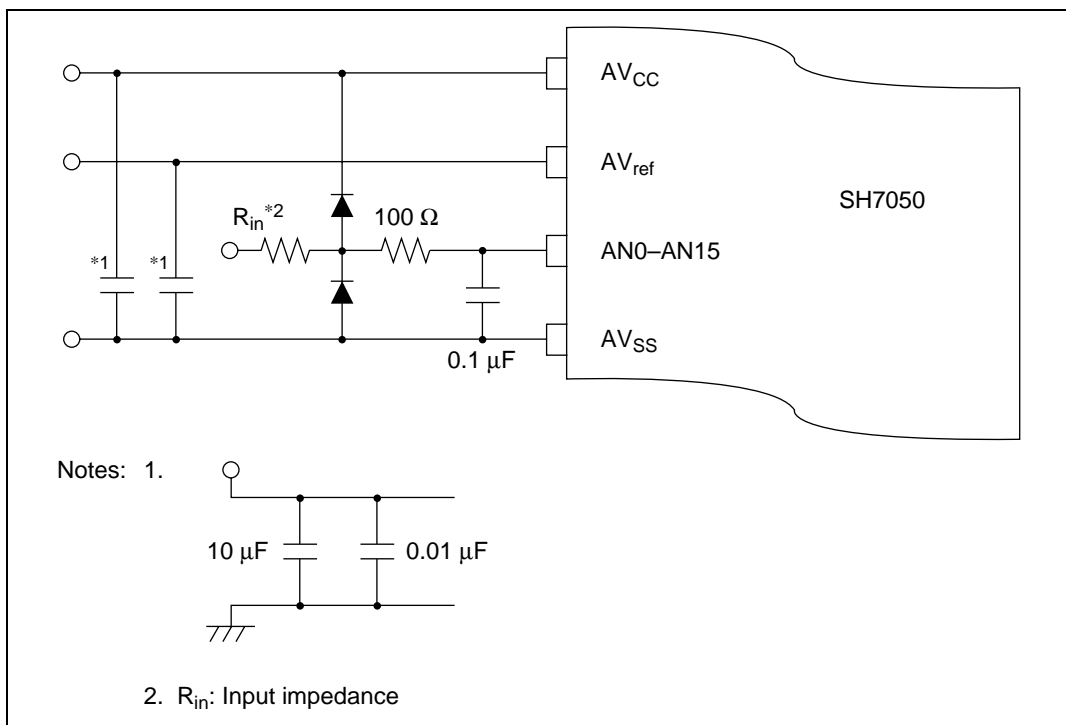 AVCC
AVref
SH7050
Rin*2
100 Ω
AN0–AN15
*1
*1
AVSS
0.1 μF
Notes: 1.
10 μF
0.01 μF
2. Rin: Input impedance